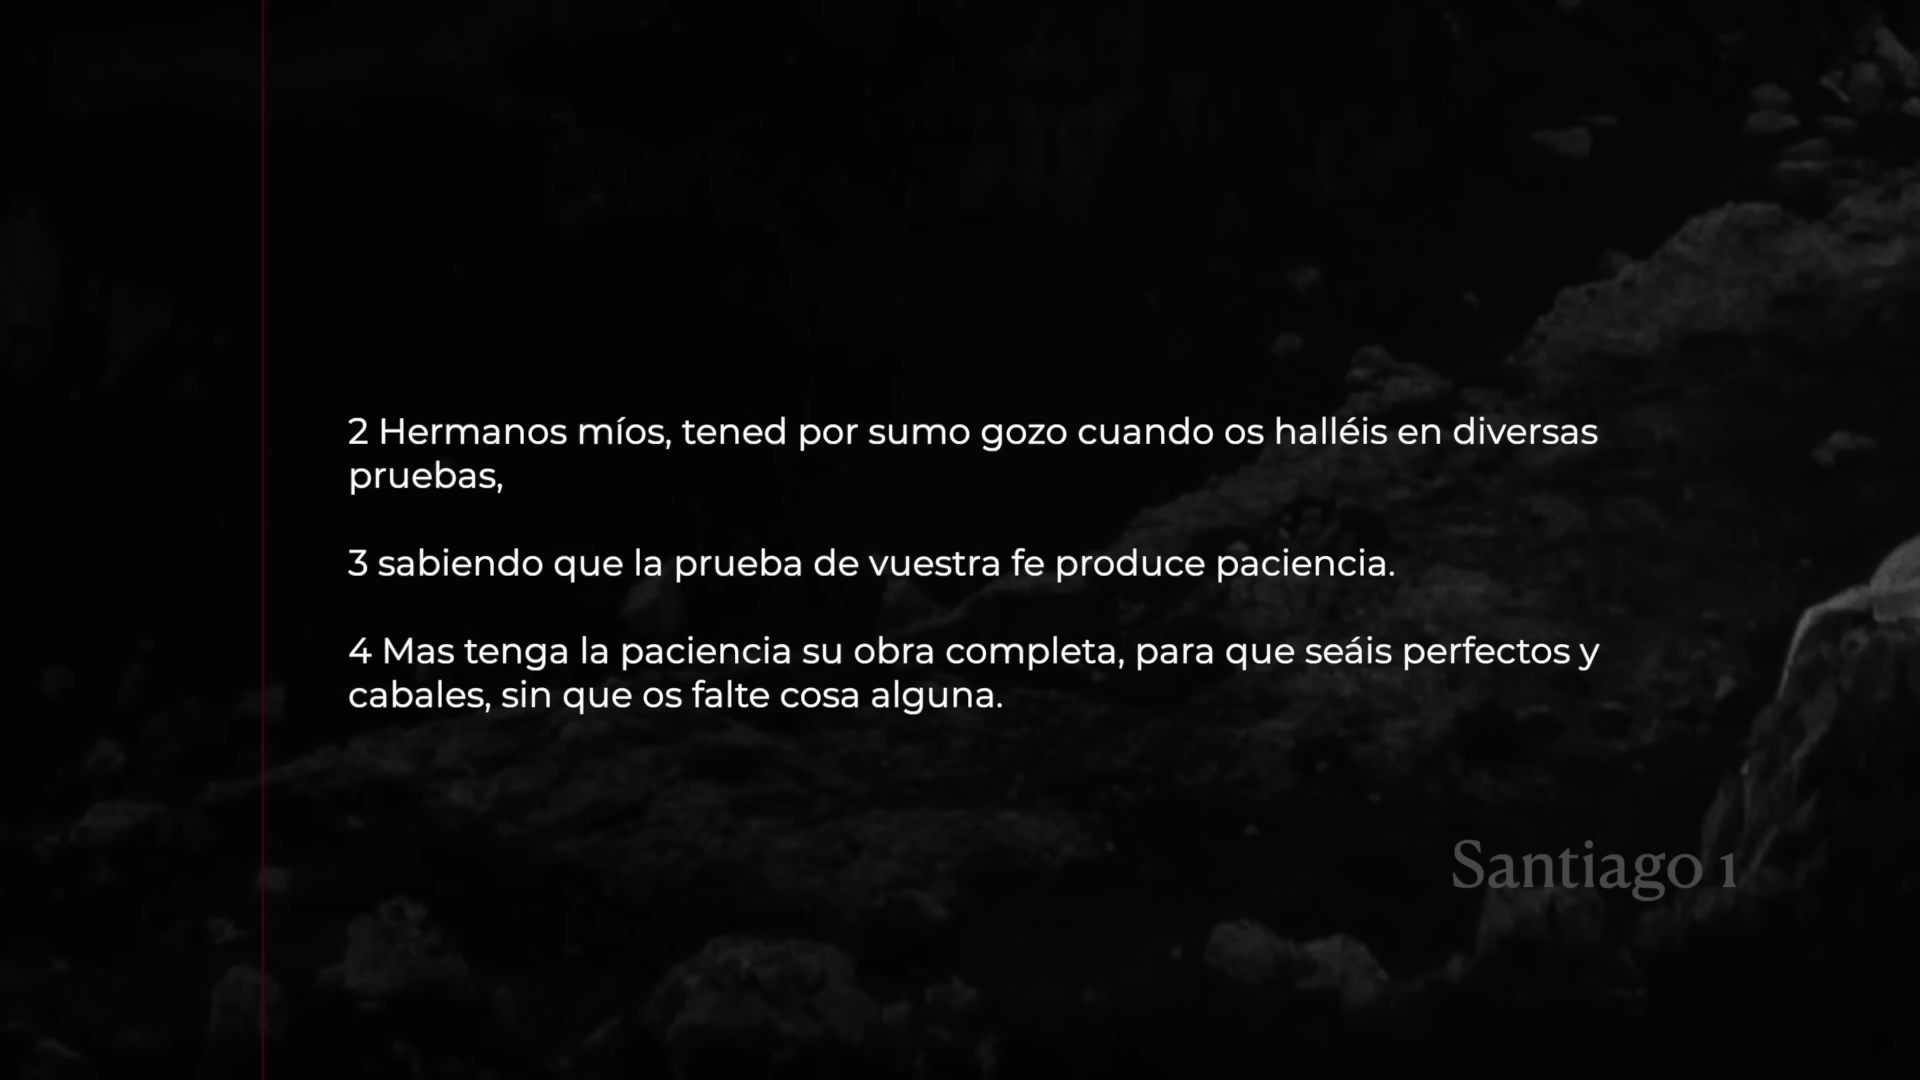 2 Hermanos míos, tened por sumo gozo cuando os halléis en diversas
pruebas,
3 sabiendo que la prueba de vuestra fe produce paciencia.
4 Mas tenga la paciencia su obra completa, para que seáis perfectos y
cabales, sin que os falte cosa alguna.
Santiago 1